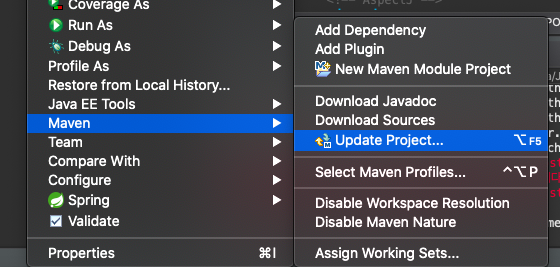 Coverage As
Run As
Debug As
Profile As
Restore from Local History...
Java EE Tools
Maven
Team
Compare With
Configure
Spring
Validate
Properties ⌘I
Add Dependency
Add Plugin
New Maven Module Project
Download Javadoc
Download Sources
Update Project... ⌥F5
Select Maven Profiles... ^⌥P
Disable Workspace Resolution
Disable Maven Nature
Assign Working Sets...